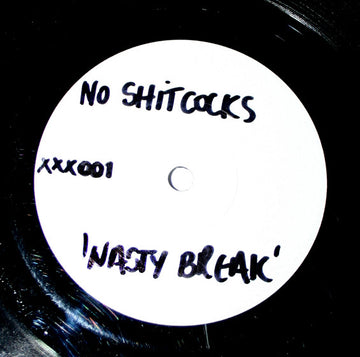 NO SHITCOCKS
XXX001
'NASTY BREAK'